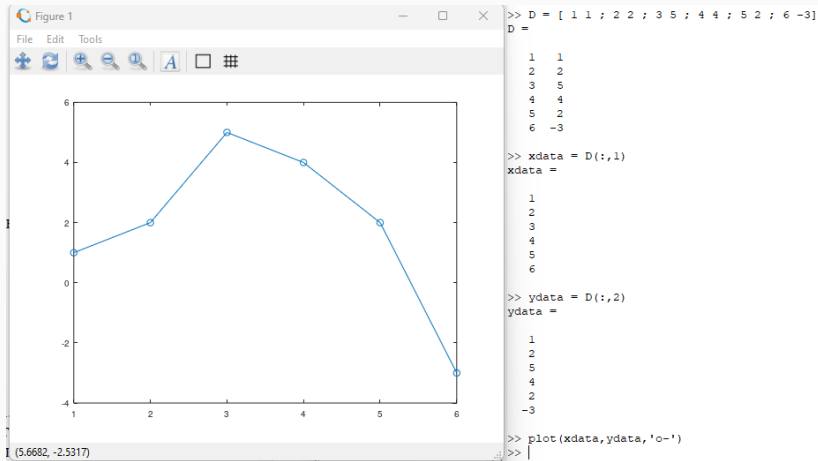 Figure 1
File Edit Tools
A
6
4
2
0
-2
-4
1 2 3 4 5 6
(5.6682, -2.5317)
>> D = [ 1 1 ; 2 2 ; 3 5 ; 4 4 ; 5 2 ; 6 -3]
D =
1 1
2 2
3 5
4 4
5 2
6 -3
>> xdata = D(:,1)
xdata =
1
2
3
4
5
6
>> ydata = D(:,2)
ydata =
1
2
5
4
2
-3
>> plot(xdata,ydata,'o-')
>>